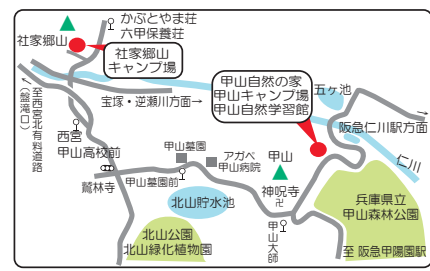 かぶとやま荘
六甲保養荘
社家郷山
社家郷山
キャンプ場
甲山自然の家
甲山キャンプ場
甲山自然学習館
五ヶ池
←至西宮北有料道路
(盤滝口)
宝塚・逆瀬川方面→
阪急仁川駅方面
仁川
西宮
甲山高校前
甲山墓園
アガペ
甲山病院
甲山
鷲林寺
甲山墓園前
神呪寺
卍
兵庫県立
甲山森林公園
北山貯水池
北山公園
北山緑化植物園
甲山大師
至 阪急甲陽園駅